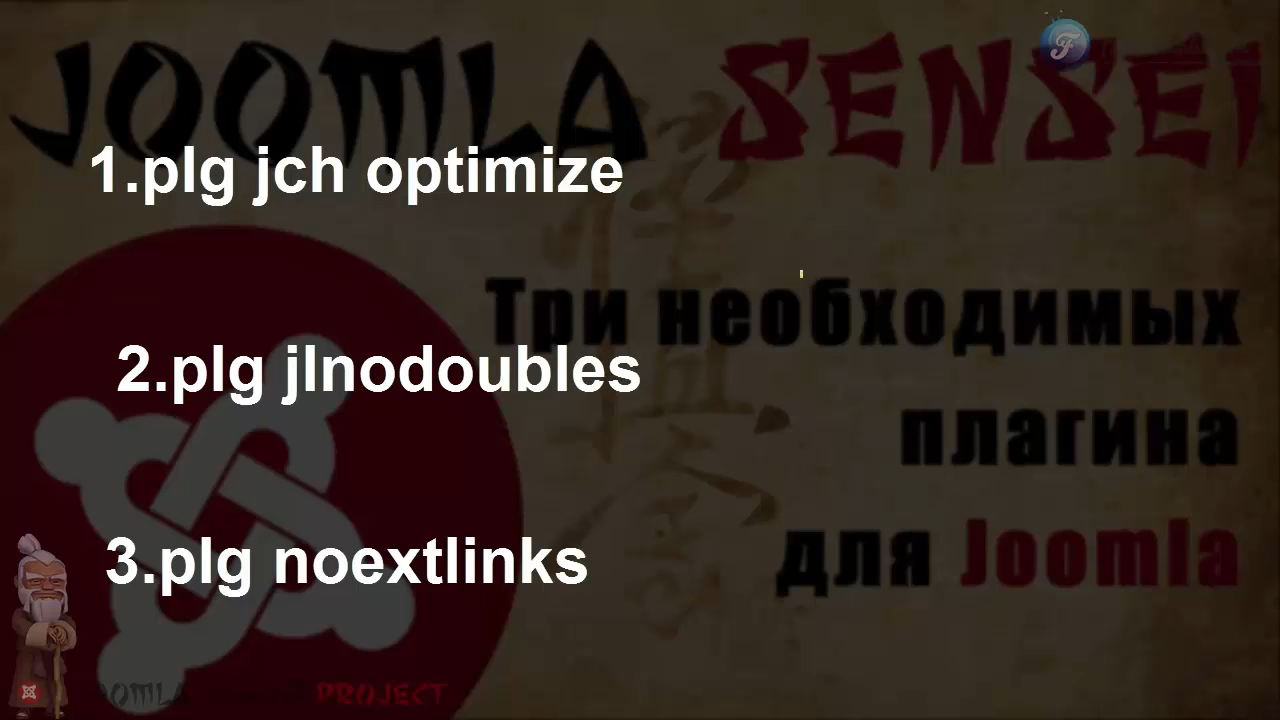 JOOMLA SENSEI
1.plg jch optimize
Три необходимых
2.plg jlnodoubles
плагина
3.plg noextlinks
для Joomla
PROJECT